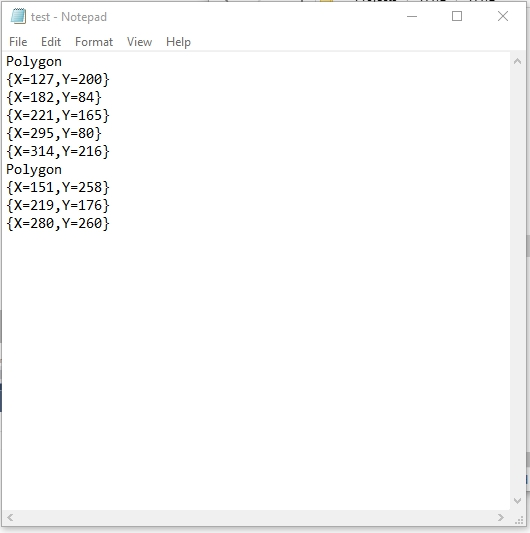 test - Notepad
File Edit Format View Help
Polygon
{X=127,Y=200}
{X=182,Y=84}
{X=221,Y=165}
{X=295,Y=80}
{X=314,Y=216}
Polygon
{X=151,Y=258}
{X=219,Y=176}
{X=280,Y=260}